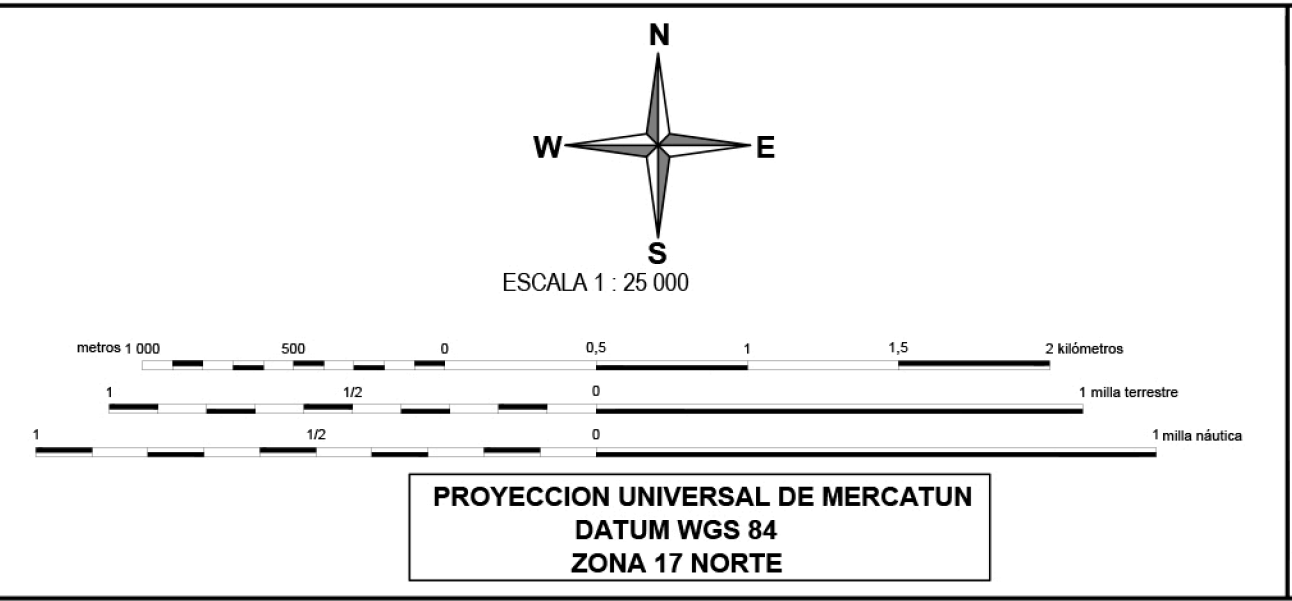 N
W E
S
ESCALA 1 : 25 000
metros 1 000 500 0 0,5 1 1,5 2 kilómetros
1 1/2 0 1 milla terrestre
1 1/2 0 1 milla náutica
PROYECCION UNIVERSAL DE MERCATUN
DATUM WGS 84
ZONA 17 NORTE